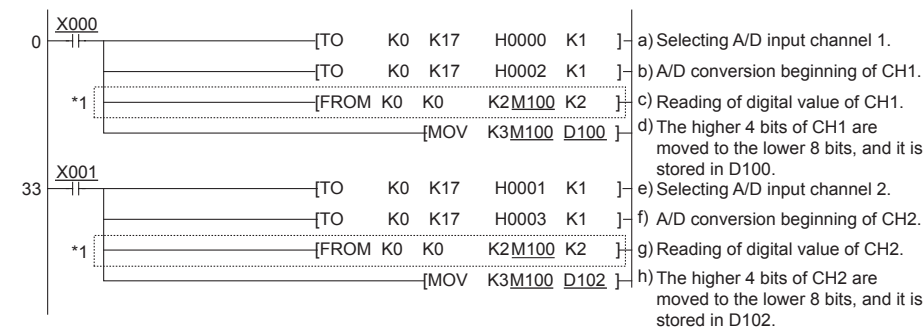 X000
0 [TO K0 K17 H0000 K1 ] a) Selecting A/D input channel 1.
[TO K0 K17 H0002 K1 ] b) A/D conversion beginning of CH1.
*1 [FROM K0 K0 K2M100 K2 ] c) Reading of digital value of CH1.
[MOV K3M100 D100 ] d) The higher 4 bits of CH1 are
moved to the lower 8 bits, and it is
stored in D100.
X001
33 [TO K0 K17 H0001 K1 ] e) Selecting A/D input channel 2.
[TO K0 K17 H0003 K1 ] f) A/D conversion beginning of CH2.
*1 [FROM K0 K0 K2M100 K2 ] g) Reading of digital value of CH2.
[MOV K3M100 D102 ] h) The higher 4 bits of CH2 are
moved to the lower 8 bits, and it is
stored in D102.